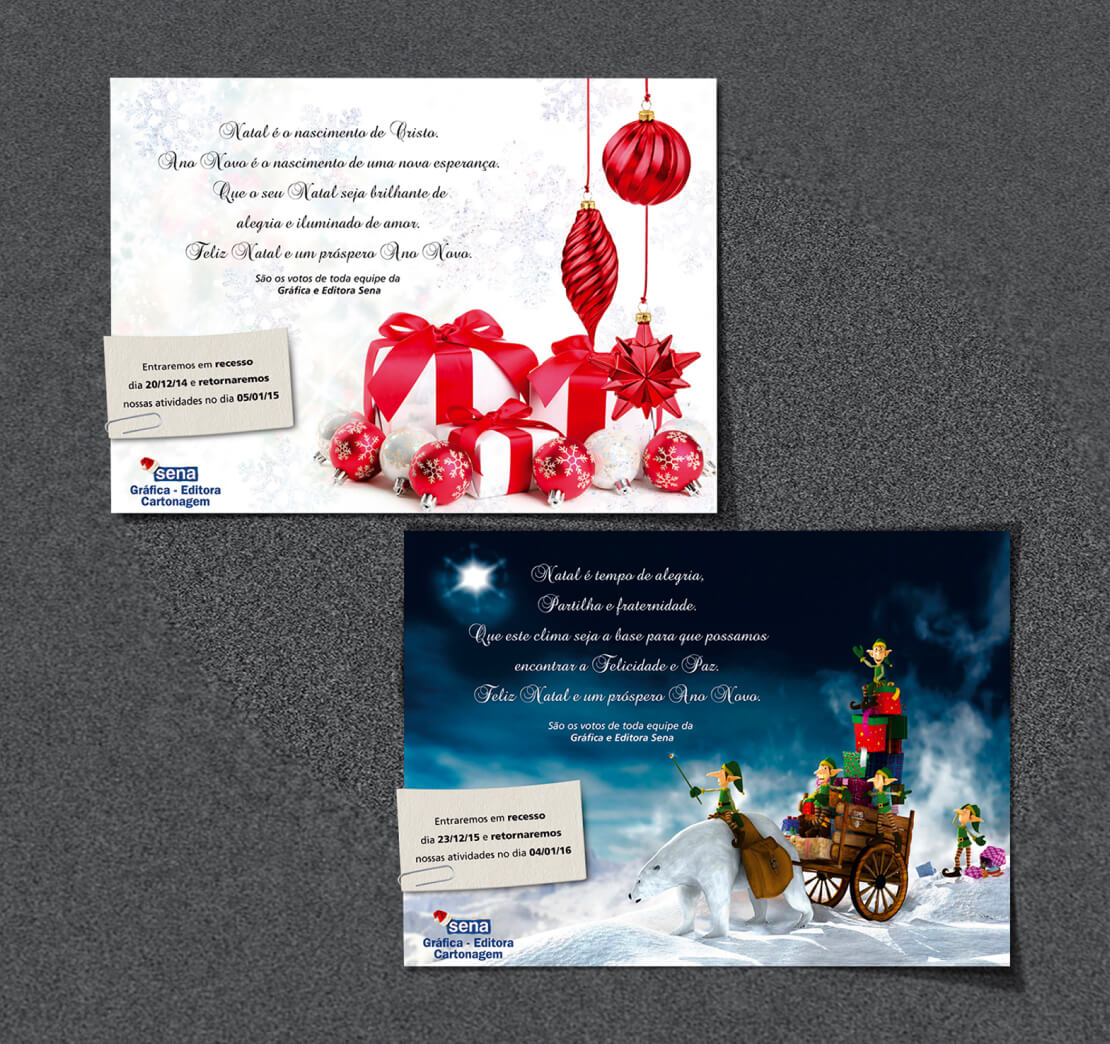 Natal é o nascimento de Cristo.
Ano Novo é o nascimento de uma nova esperança.
Que o seu Natal seja brilhante de
alegria e iluminado de amor.
Feliz Natal e um próspero Ano Novo.
São os votos de toda equipe da
Gráfica e Editora Sena
Entraremos em recesso
dia 20/12/14 e retornaremos
nossas atividades no dia 05/01/15
sena
Gráfica - Editora
Cartonagem
Natal é tempo de alegria,
Partilha e fraternidade.
Que este clima seja a base para que possamos
encontrar a Felicidade e Paz.
Feliz Natal e um próspero Ano Novo.
São os votos de toda equipe da
Gráfica e Editora Sena
Entraremos em recesso
dia 23/12/15 e retornaremos
nossas atividades no dia 04/01/16
sena
Gráfica - Editora
Cartonagem